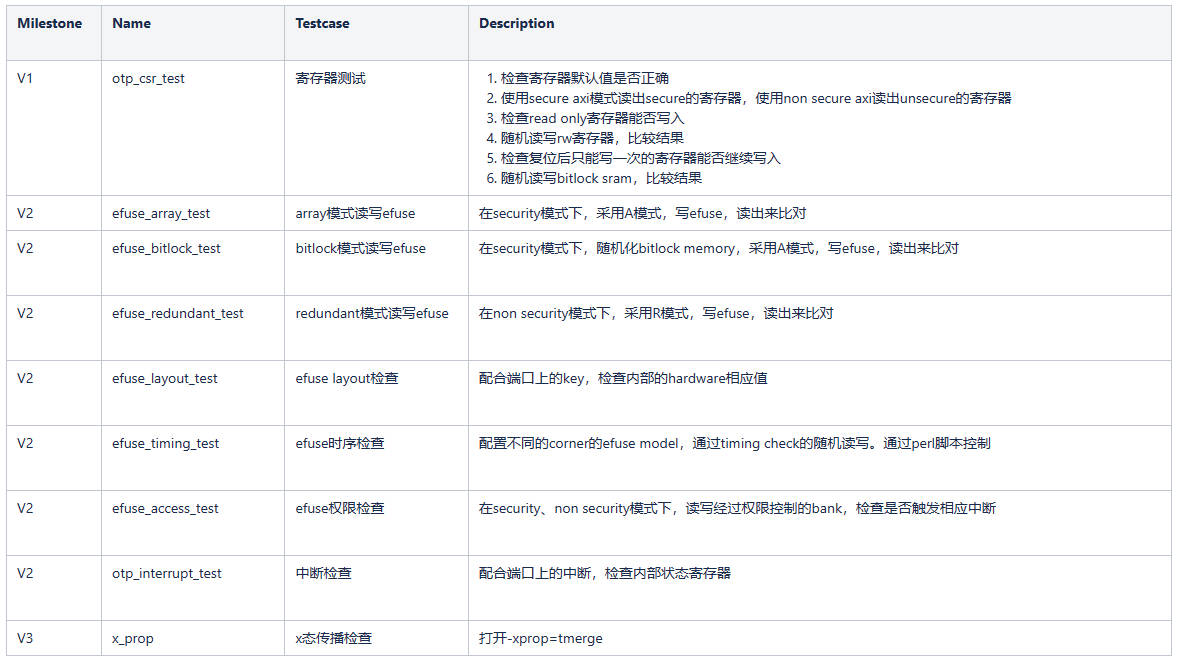 Milestone Name Testcase Description
V1 otp_csr_test 寄存器测试 1. 检查寄存器默认值是否正确
2. 使用secure axi模式读出secure的寄存器，使用non secure axi读出unsecure的寄存器
3. 检查read only寄存器能否写入
4. 随机读写rw寄存器，比较结果
5. 检查复位后只能写一次的寄存器能否继续写入
6. 随机读写bitlock sram，比较结果
V2 efuse_array_test array模式读写efuse 在security模式下，采用A模式，写efuse，读出来比对
V2 efuse_bitlock_test bitlock模式读写efuse 在security模式下，随机化bitlock memory，采用A模式，写efuse，读出来比对
V2 efuse_redundant_test redundant模式读写efuse 在non security模式下，采用R模式，写efuse，读出来比对
V2 efuse_layout_test efuse layout检查 配合端口上的key，检查内部的hardware相应值
V2 efuse_timing_test efuse时序检查 配置不同的corner的efuse model，通过timing check的随机读写。通过perl脚本控制
V2 efuse_access_test efuse权限检查 在security、non security模式下，读写经过权限控制的bank，检查是否触发相应中断
V2 otp_interrupt_test 中断检查 配合端口上的中断，检查内部状态寄存器
V3 x_prop x态传播检查 打开-xprop=tmerge